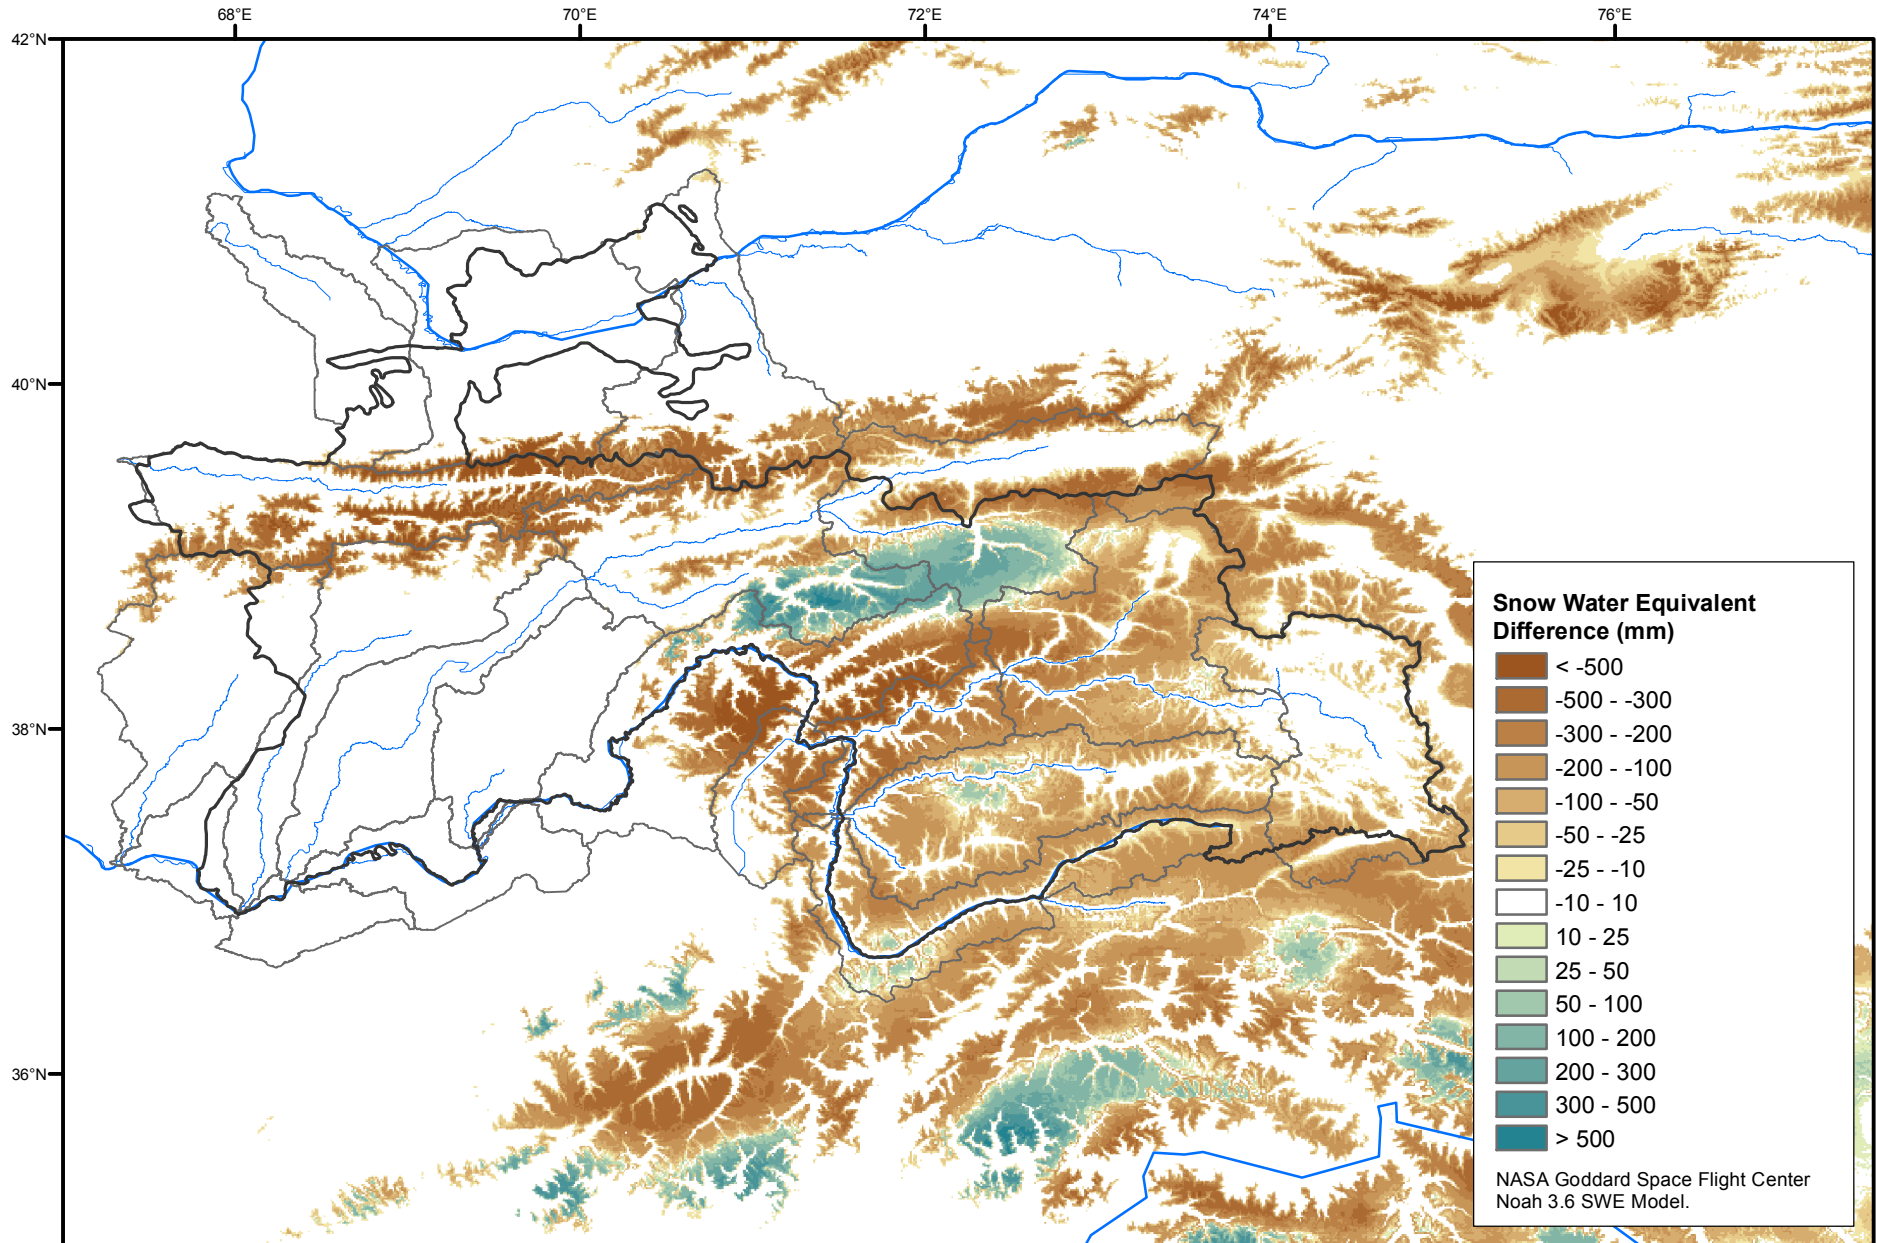 68°E
70°E
72°E
74°E
76°E
42°N
40°N
38°N
36°N
Snow Water Equivalent
Difference (mm)
< -500
-500 - -300
-300 - -200
-200 - -100
-100 - -50
-50 - -25
-25 - -10
-10 - 10
10 - 25
25 - 50
50 - 100
100 - 200
200 - 300
300 - 500
> 500
NASA Goddard Space Flight Center
Noah 3.6 SWE Model.